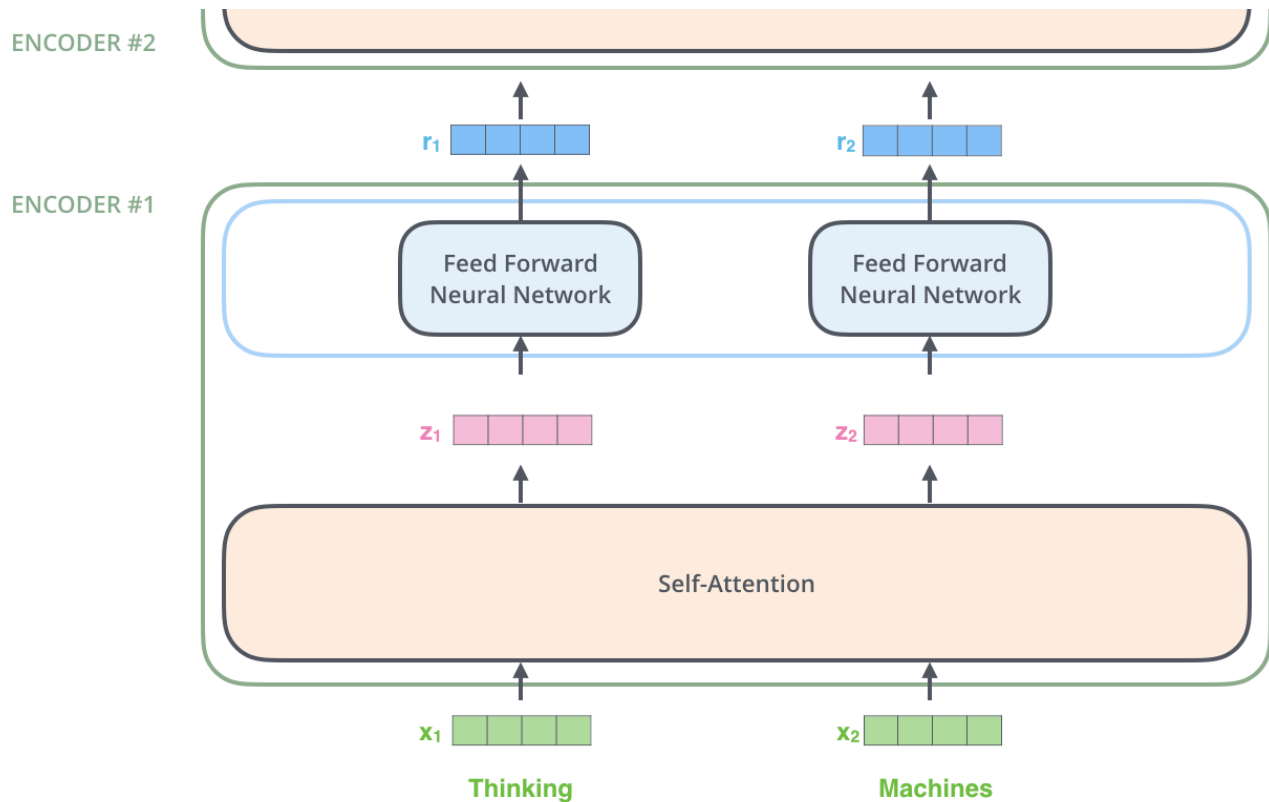 ENCODER #2
r₁
r₂
ENCODER #1
Feed Forward
Neural Network
Feed Forward
Neural Network
z₁
z₂
Self-Attention
x₁
x₂
Thinking
Machines